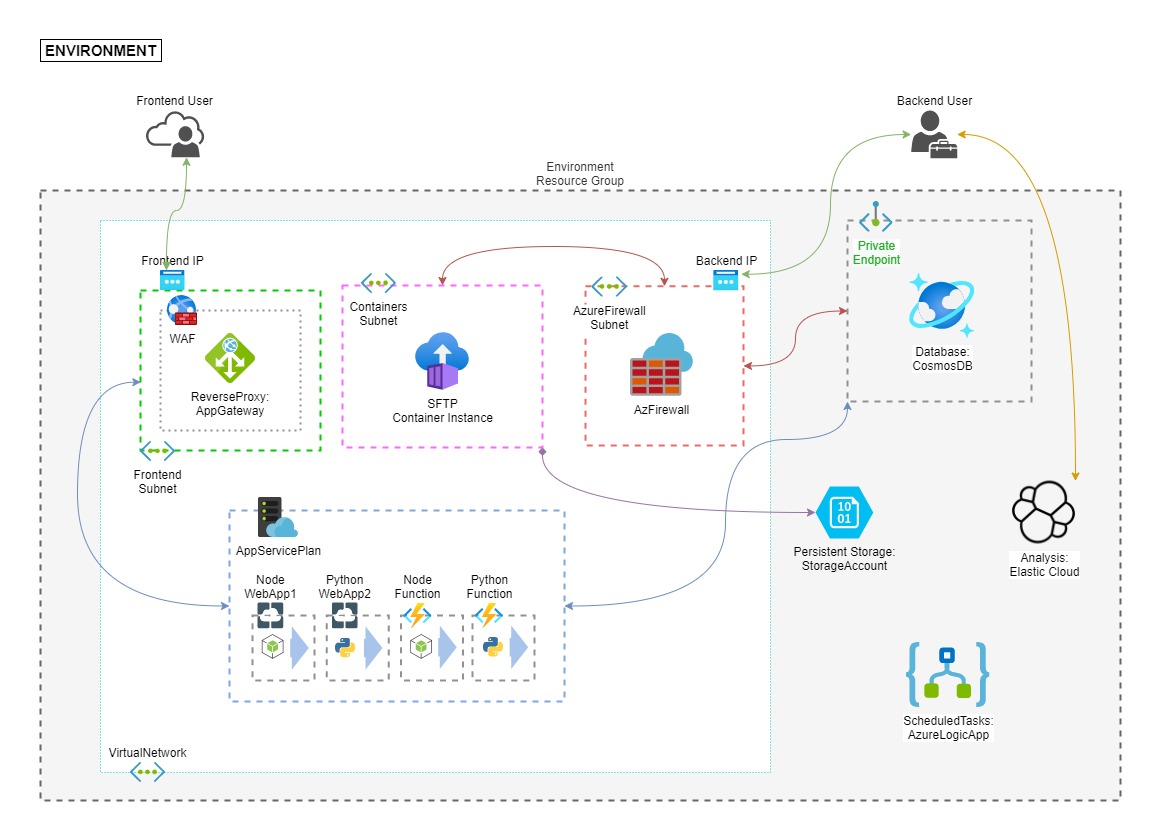 ENVIRONMENT
Frontend User
Backend User
Environment
Resource Group
Frontend IP
WAF
ReverseProxy:
AppGateway
Frontend
Subnet
Containers
Subnet
SFTP
Container Instance
AzureFirewall
Subnet
Backend IP
AzFirewall
Private
Endpoint
Database:
CosmosDB
AppServicePlan
Node
WebApp1
Python
WebApp2
Node
Function
Python
Function
10
01
Persistent Storage:
StorageAccount
Analysis:
Elastic Cloud
ScheduledTasks:
AzureLogicApp
VirtualNetwork